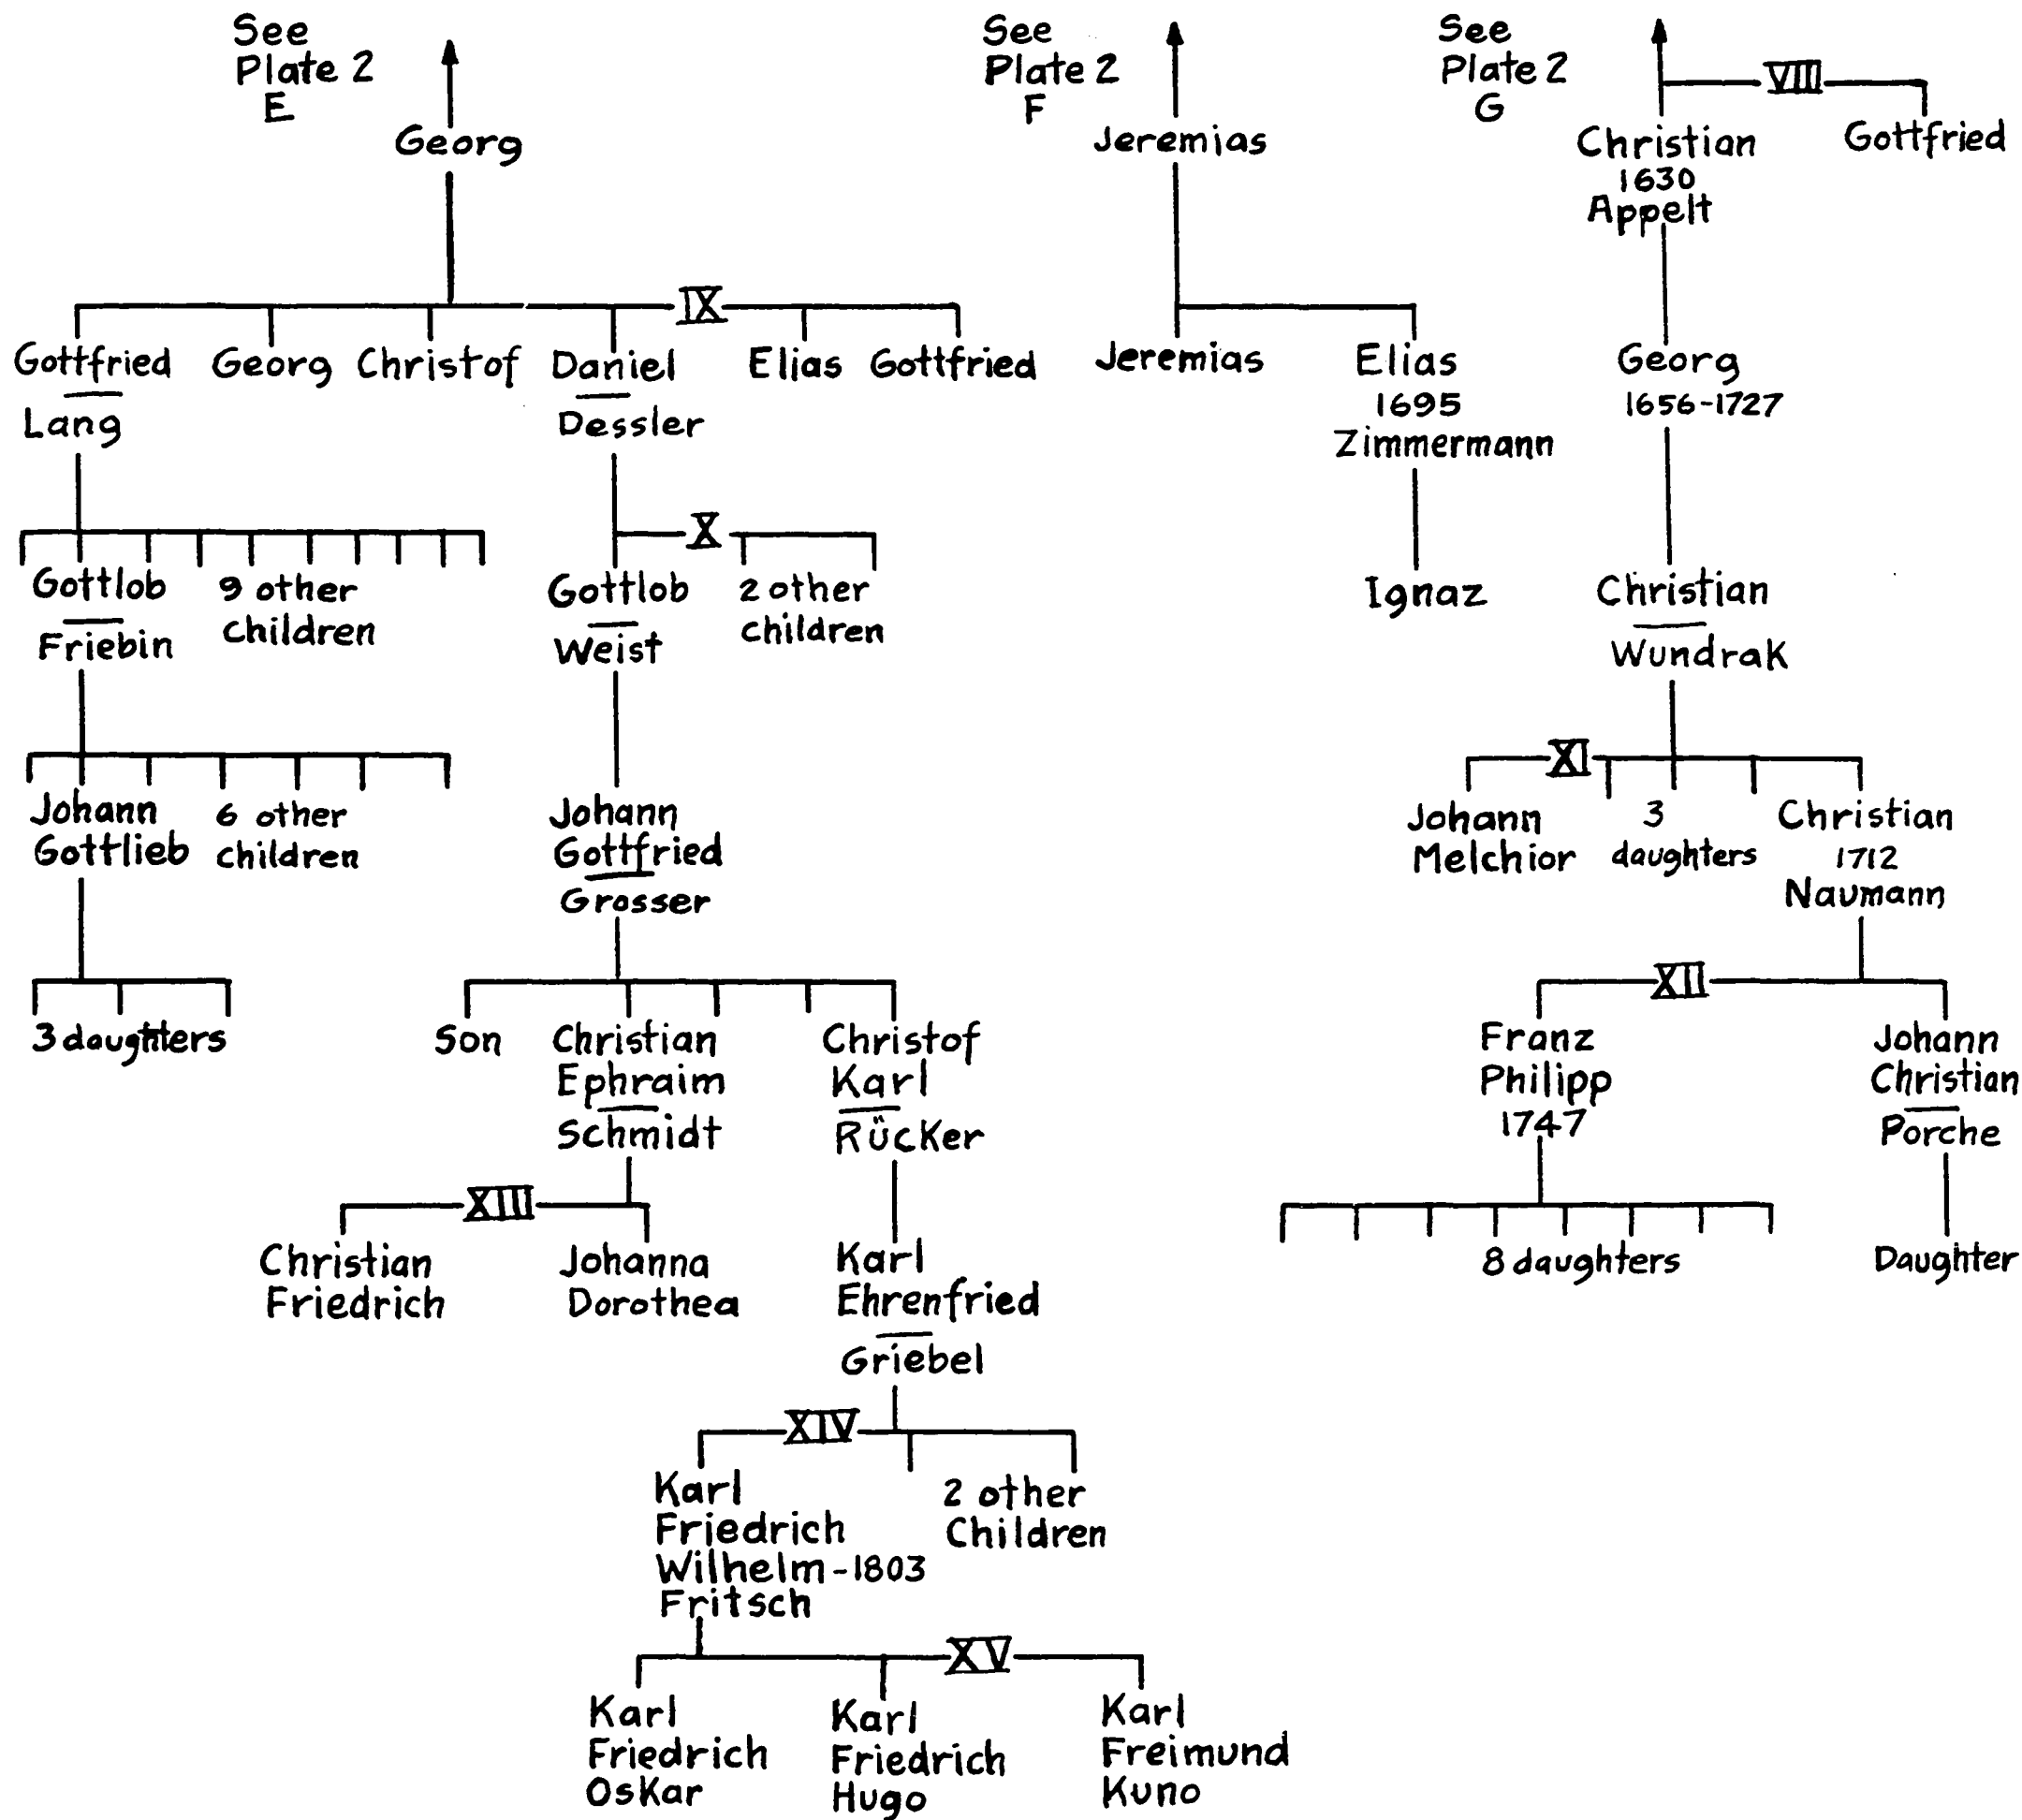 See
Plate 2
E
Georg
See
Plate 2
F
Jeremias
See
Plate 2
G
VIII
Christian
1630
Appelt
Gottfried
IX
Gottfried
Lang
Georg
Christof
Daniel
Dessler
Elias
Gottfried
Jeremias
Elias
1695
Zimmermann
Georg
1656-1727
X
Gottlob
Friebin
9 other
children
Gottlob
Weist
2 other
children
Ignaz
Christian
Wundrak
XI
Johann
Gottlieb
6 other
children
Johann
Gottfried
Grosser
Johann
Melchior
3
daughters
Christian
1712
Naumann
XII
3 daughters
Son
Christian
Ephraim
Schmidt
Christof
Karl
Rücker
Franz
Philipp
1747
Johann
Christian
Porche
XIII
Christian
Friedrich
Johanna
Dorothea
Karl
Ehrenfried
Griebel
8 daughters
Daughter
XIV
Karl
Friedrich
Wilhelm-1803
Fritsch
2 other
Children
XV
Karl
Friedrich
Oskar
Karl
Friedrich
Hugo
Karl
Freimund
Kuno